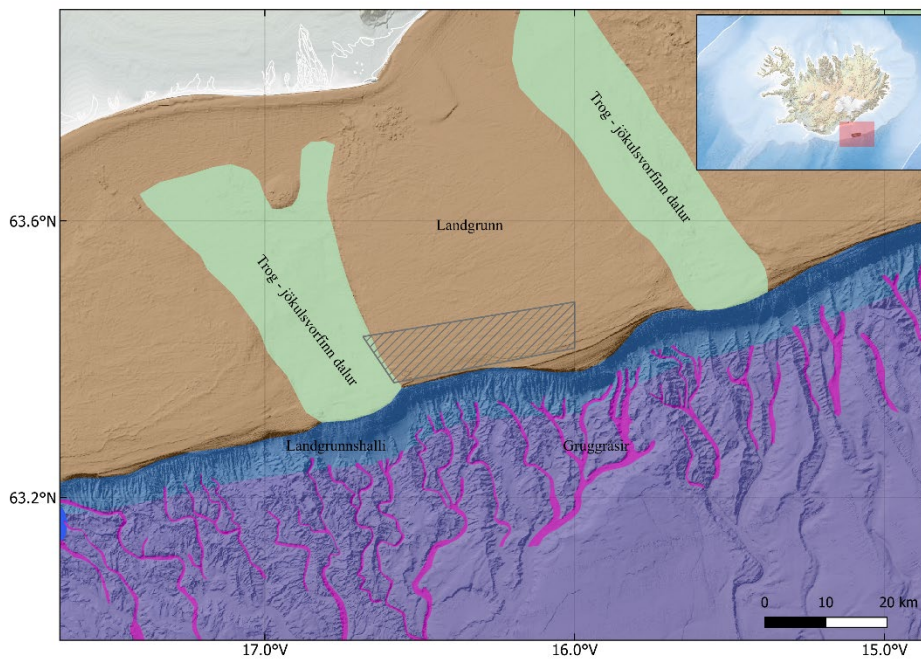 Trog - jökulsvorfinn dalur
Trog - jökulsvorfinn dalur
63.6°N
Landgrunn
Landgrunnshalli
Gruggrásir
63.2°N
0 10 20 km
17.0°V 16.0°V 15.0°V